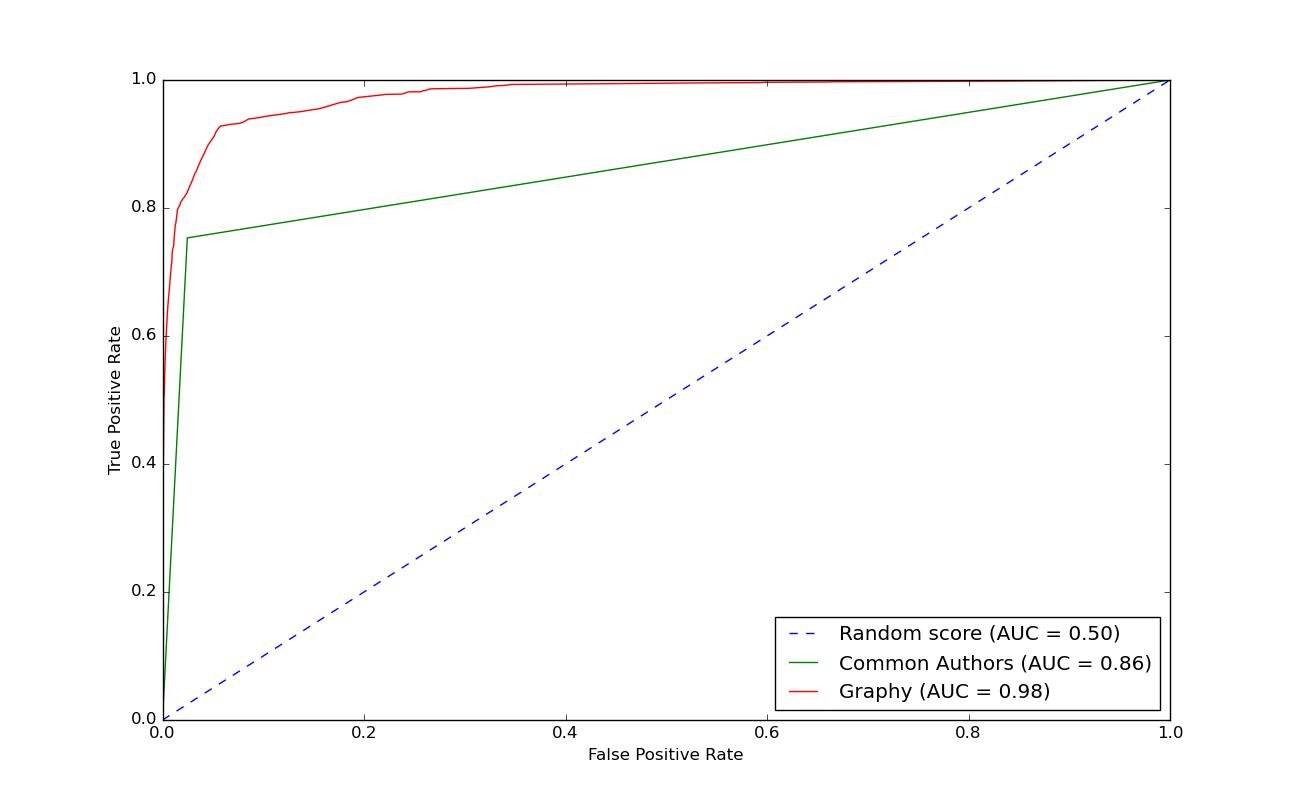 1.0
0.8
0.6
0.4
0.2
0.0
True Positive Rate
0.0 0.2 0.4 0.6 0.8 1.0
False Positive Rate
Random score (AUC = 0.50)
Common Authors (AUC = 0.86)
Graphy (AUC = 0.98)